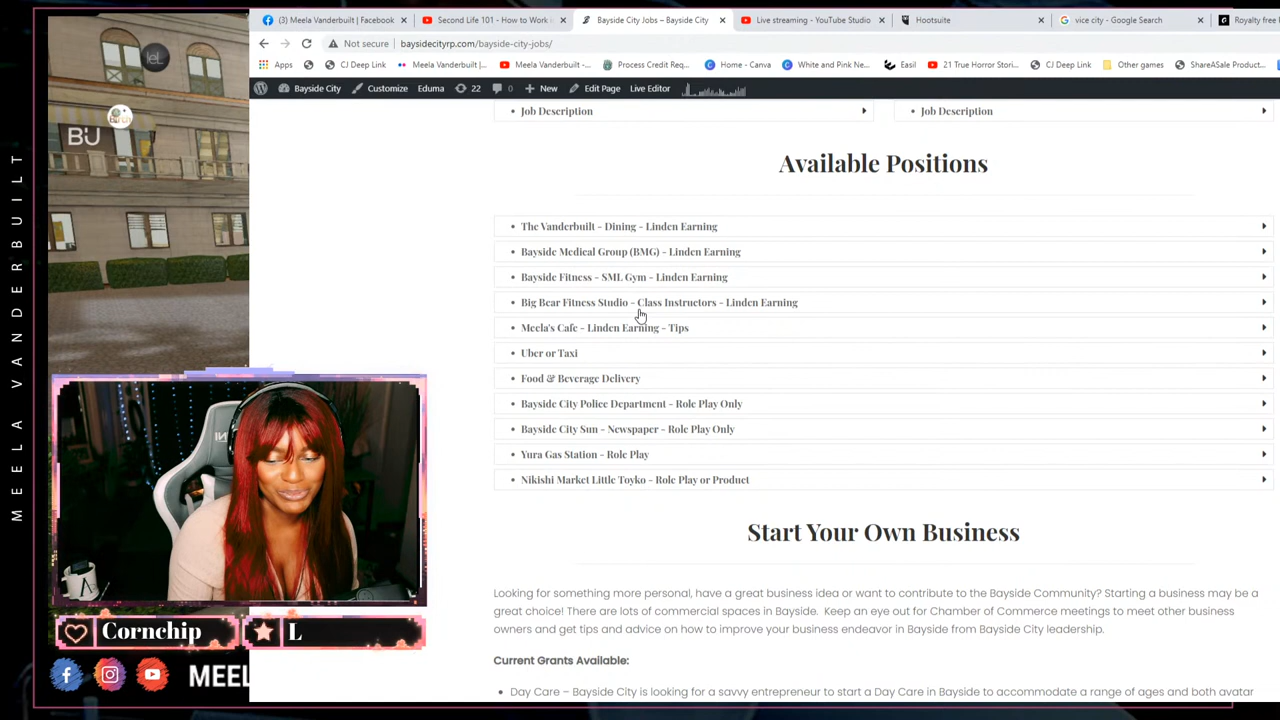 (3) Meela Vanderbuilt | Facebook
Second Life 101 - How to Work
Bayside City Jobs – Bayside City
Live streaming - YouTube Studio
Hootsuite
vice city - Google Search
Royalty free
Not secure | baysidecityrp.com/bayside-city-jobs/
Apps
CJ Deep Link
Meela Vanderbuilt |...
Meela Vanderbuilt -...
Process Credit Req...
Home - Canva
White and Pink Ne...
Easil
21 True Horror Stori...
CJ Deep Link
Other games
ShareASale Product...
Bayside City
Customize
Eduma
22
0
New
Edit Page
Live Editor
• Job Description
• Job Description
Available Positions
• The Vanderbuilt - Dining - Linden Earning
• Bayside Medical Group (BMG) - Linden Earning
• Bayside Fitness - SML Gym - Linden Earning
• Big Bear Fitness Studio - Class Instructors - Linden Earning
• Meela's Cafe - Linden Earning - Tips
• Uber or Taxi
• Food & Beverage Delivery
• Bayside City Police Department - Role Play Only
• Bayside City Sun - Newspaper - Role Play Only
• Yura Gas Station - Role Play
• Nikishi Market Little Toyko - Role Play or Product
Start Your Own Business
Looking for something more personal, have a great business idea or want to contribute to the Bayside Community? Starting a business may be a
great choice! There are lots of commercial spaces in Bayside. Keep an eye out for Chamber of Commerce meetings to meet other business
owners and get tips and advice on how to improve your business endeavor in Bayside from Bayside City leadership.
Current Grants Available:
• Day Care – Bayside City is looking for a savvy entrepreneur to start a Day Care in Bayside to accommodate a range of ages and both avatar
MEELA VANDERBUILT
BU
Cornchip
L
MEEL